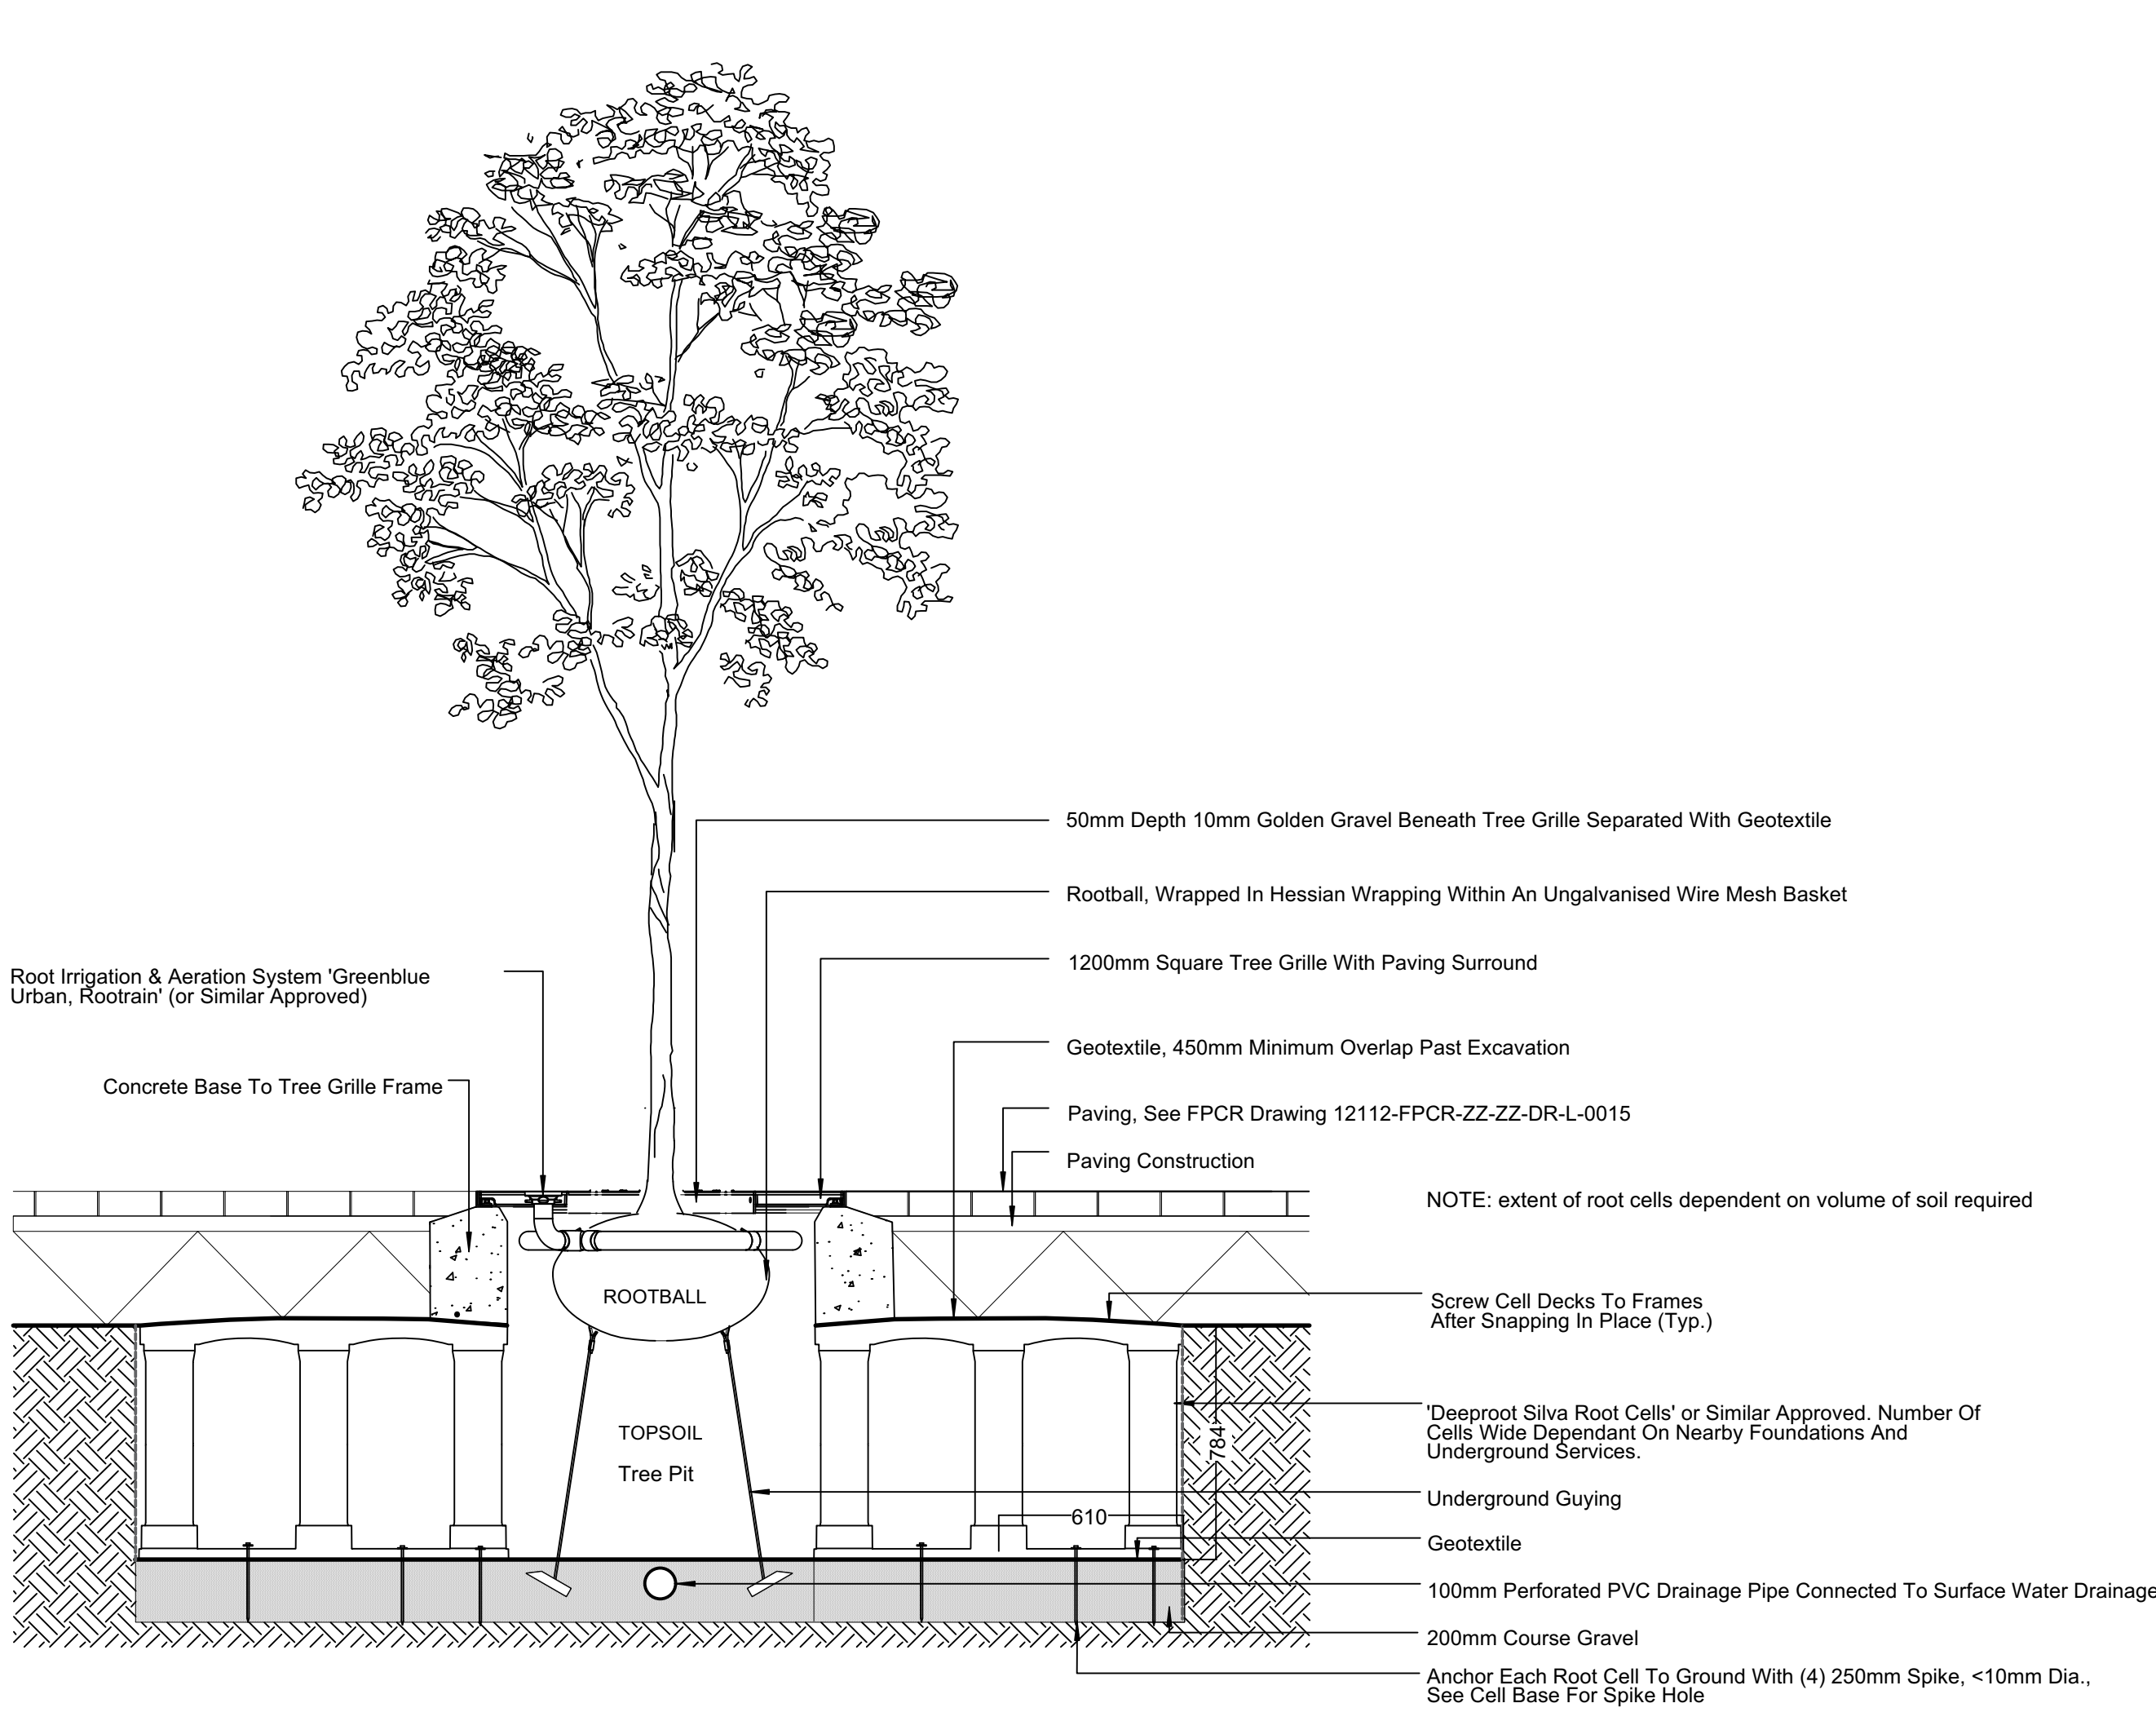 50mm Depth 10mm Golden Gravel Beneath Tree Grille Separated With Geotextile
Rootball, Wrapped In Hessian Wrapping Within An Ungalvanised Wire Mesh Basket
1200mm Square Tree Grille With Paving Surround
Root Irrigation & Aeration System 'Greenblue
Urban, Rootrain' (or Similar Approved)
Geotextile, 450mm Minimum Overlap Past Excavation
Concrete Base To Tree Grille Frame
Paving, See FPCR Drawing 12112-FPCR-ZZ-ZZ-DR-L-0015
Paving Construction
NOTE: extent of root cells dependent on volume of soil required
ROOTBALL
Screw Cell Decks To Frames
After Snapping In Place (Typ.)
'Deeproot Silva Root Cells' or Similar Approved. Number Of
Cells Wide Dependant On Nearby Foundations And
Underground Services.
784
TOPSOIL
Tree Pit
Underground Guying
610
Geotextile
100mm Perforated PVC Drainage Pipe Connected To Surface Water Drainage
200mm Course Gravel
Anchor Each Root Cell To Ground With (4) 250mm Spike, <10mm Dia.,
See Cell Base For Spike Hole